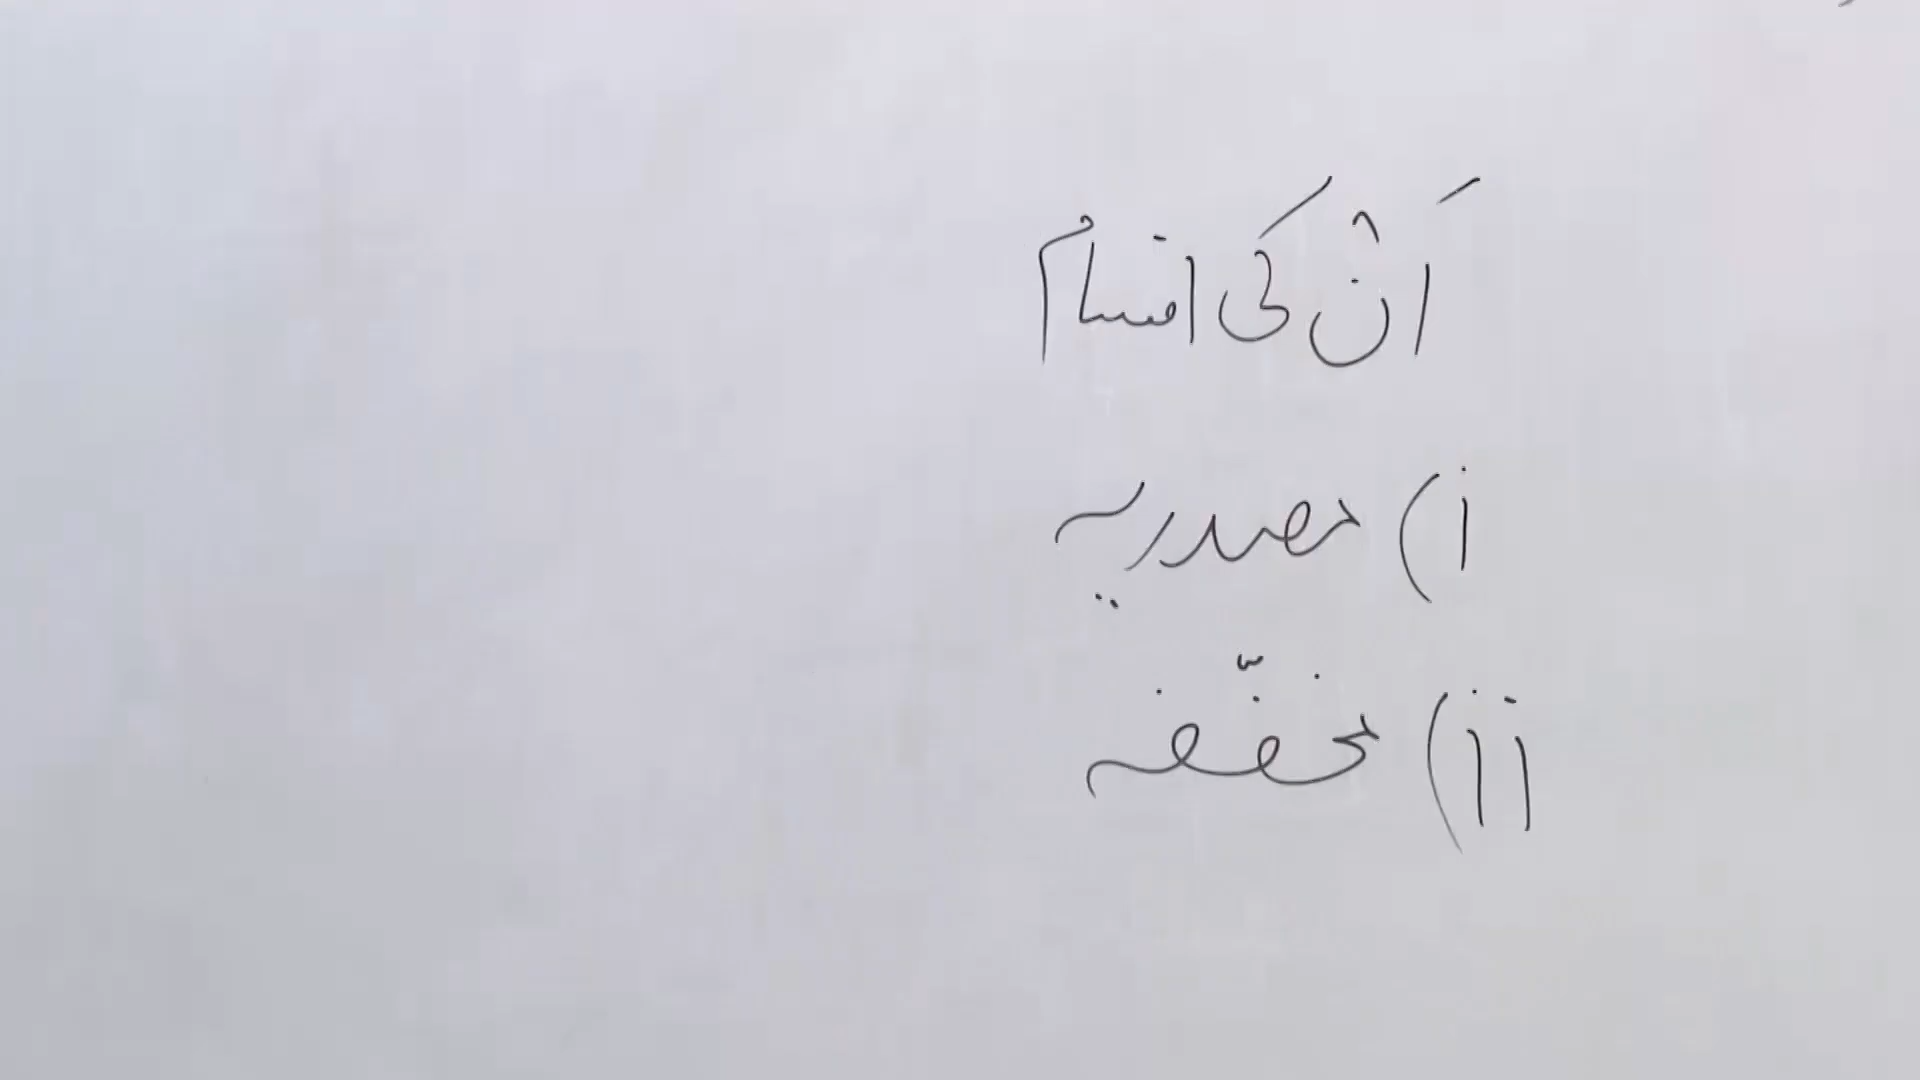 اَنْ کی اقسام
i) مصدریہ
ii) مخفّفہ